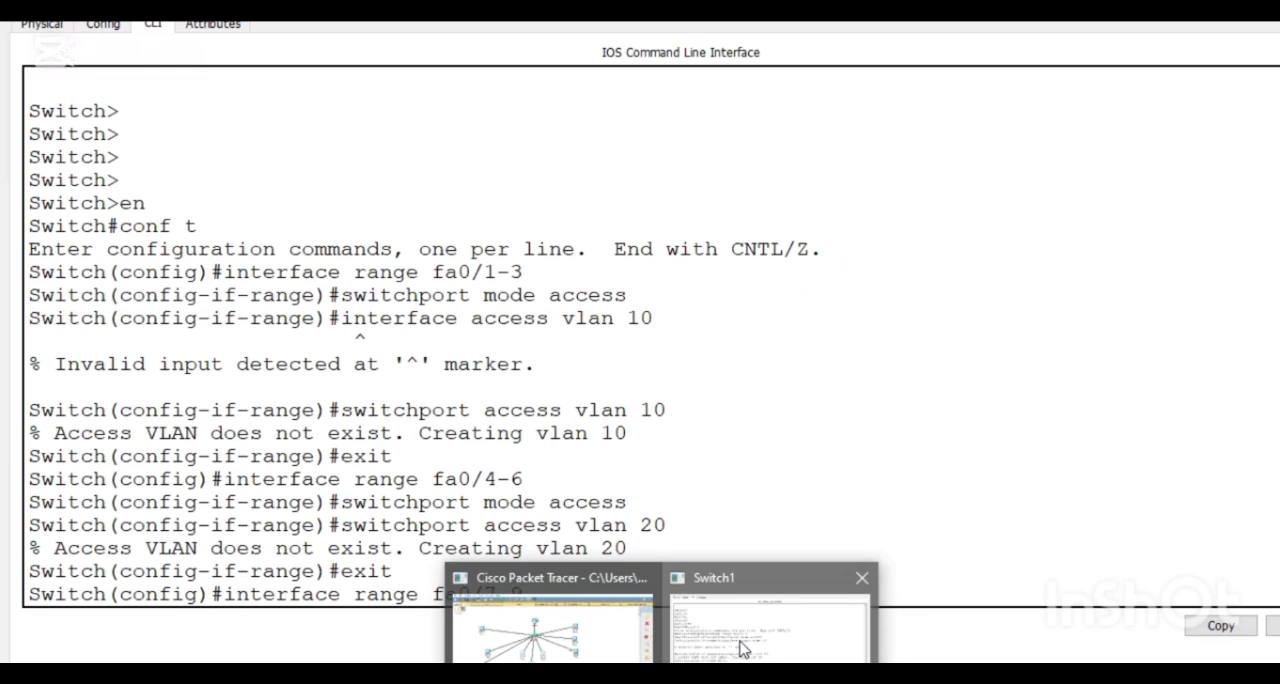 Physical Config CLI Attributes
IOS Command Line Interface
Switch>
Switch>
Switch>
Switch>
Switch>en
Switch#conf t
Enter configuration commands, one per line.  End with CNTL/Z.
Switch(config)#interface range fa0/1-3
Switch(config-if-range)#switchport mode access
Switch(config-if-range)#interface access vlan 10
^
% Invalid input detected at '^' marker.
Switch(config-if-range)#switchport access vlan 10
% Access VLAN does not exist. Creating vlan 10
Switch(config-if-range)#exit
Switch(config)#interface range fa0/4-6
Switch(config-if-range)#switchport mode access
Switch(config-if-range)#switchport access vlan 20
% Access VLAN does not exist. Creating vlan 20
Switch(config-if-range)#exit
Switch(config)#interface range
Cisco Packet Tracer - C:\Users\...
Switch1
InShOt
Copy